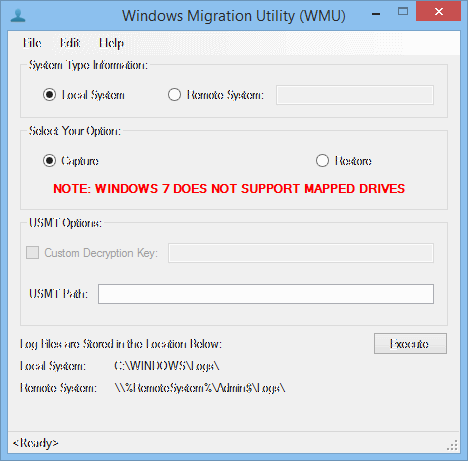 Windows Migration Utility (WMU)
File Edit Help
System Type Information:
Local System Remote System:
Select Your Option:
Capture Restore
NOTE: WINDOWS 7 DOES NOT SUPPORT MAPPED DRIVES
USMT Options:
Custom Decryption Key:
USMT Path:
Log Files are Stored in the Location Below:
Execute
Local System: C:\WINDOWS\Logs\
Remote System: \\%RemoteSystem%\Admin$\Logs\
<Ready>